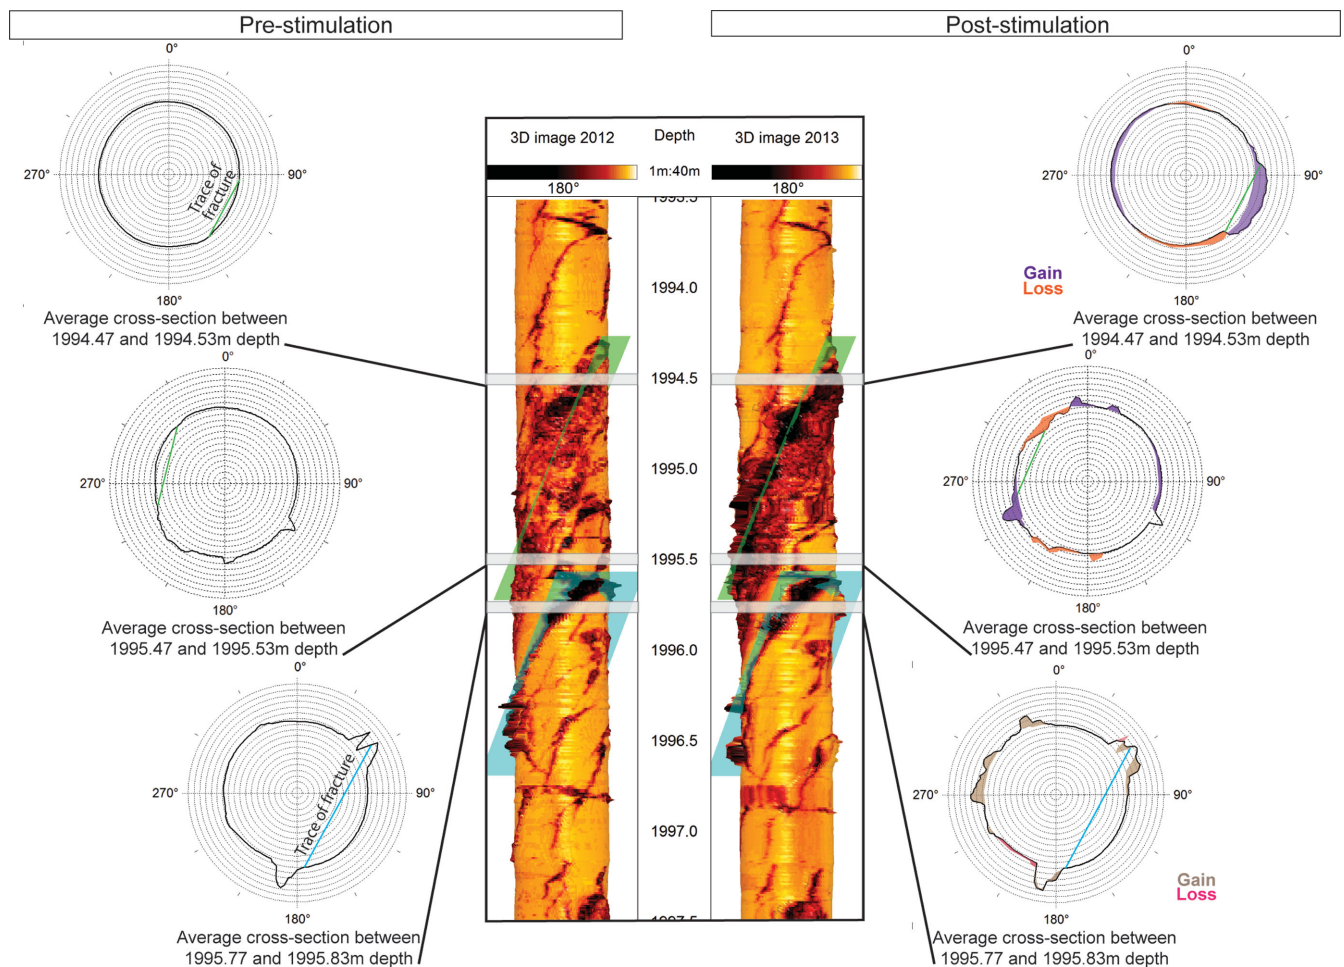 Pre-stimulation
Post-stimulation
0°
270°
90°
180°
Trace of
fracture
Average cross-section between
1994.47 and 1994.53m depth
0°
270°
90°
180°
Average cross-section between
1995.47 and 1995.53m depth
0°
270°
90°
180°
Trace of fracture
Average cross-section between
1995.77 and 1995.83m depth
3D image 2012
Depth
3D image 2013
1m:40m
180°
180°
1993.5
1994.0
1994.5
1995.0
1995.5
1996.0
1996.5
1997.0
1997.5
0°
270°
90°
180°
Gain
Loss
Average cross-section between
1994.47 and 1994.53m depth
0°
270°
90°
180°
Average cross-section between
1995.47 and 1995.53m depth
0°
270°
90°
180°
Gain
Loss
Average cross-section between
1995.77 and 1995.83m depth